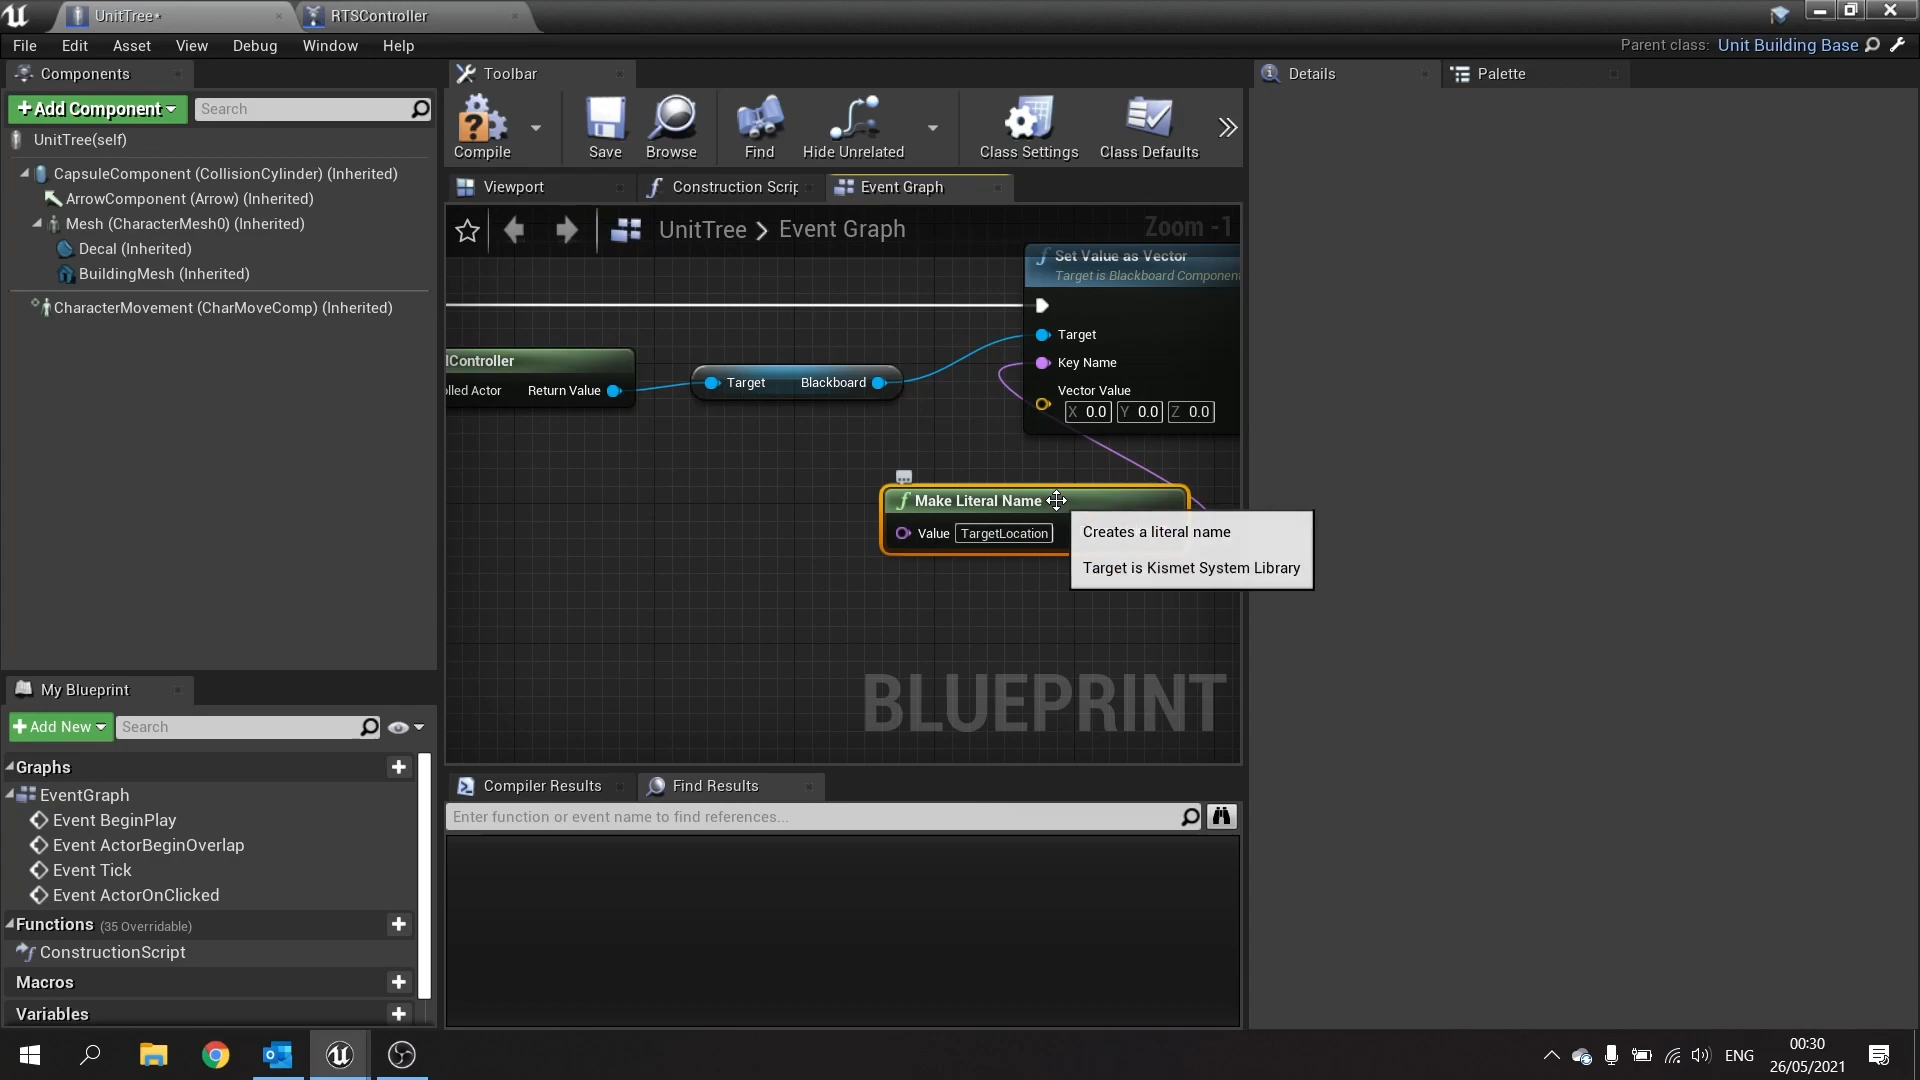 UnitTree*
RTSController
File Edit Asset View Debug Window Help
Parent class: Unit Building Base
Components
Add Component
Search
UnitTree(self)
CapsuleComponent (CollisionCylinder) (Inherited)
ArrowComponent (Arrow) (Inherited)
Mesh (CharacterMesh0) (Inherited)
Decal (Inherited)
BuildingMesh (Inherited)
CharacterMovement (CharMoveComp) (Inherited)
My Blueprint
Add New
Search
Graphs
EventGraph
Event BeginPlay
Event ActorBeginOverlap
Event Tick
Event ActorOnClicked
Functions (35 Overridable)
ConstructionScript
Macros
Variables
Toolbar
Compile
Save
Browse
Find
Hide Unrelated
Class Settings
Class Defaults
Viewport
Construction Scrip
Event Graph
UnitTree > Event Graph
Zoom -1
Set Value as Vector
Target is Blackboard Component
Target
Key Name
Vector Value
X 0.0 Y 0.0 Z 0.0
IController
olled Actor Return Value
Target Blackboard
Make Literal Name
Value TargetLocation
Creates a literal name
Target is Kismet System Library
BLUEPRINT
Compiler Results
Find Results
Enter function or event name to find references...
Details
Palette
ENG
00:30
26/05/2021